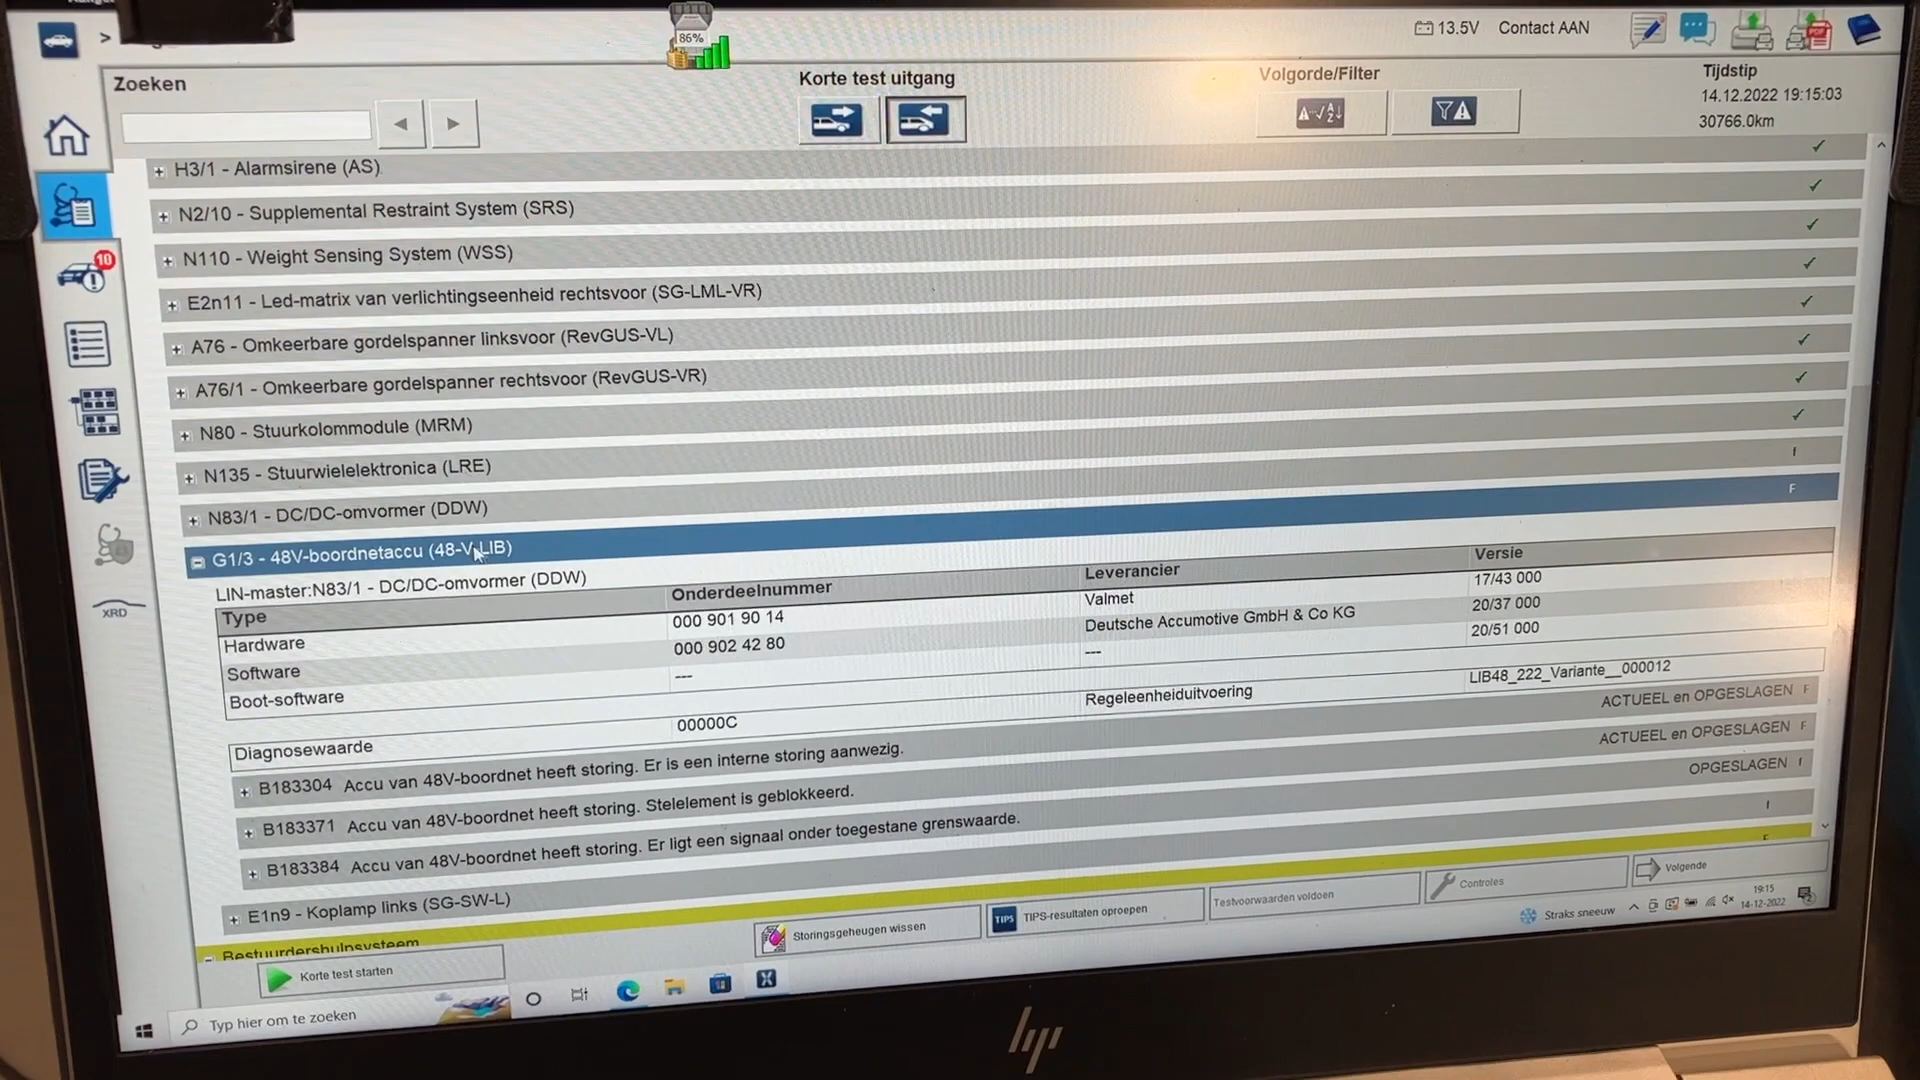 86%
13.5V
Contact AAN
Zoeken
Korte test uitgang
Volgorde/Filter
Tijdstip
14.12.2022 19:15:03
30766.0km
10
H3/1 - Alarmsirene (AS)
N2/10 - Supplemental Restraint System (SRS)
N110 - Weight Sensing System (WSS)
E2n11 - Led-matrix van verlichtingseenheid rechtsvoor (SG-LML-VR)
A76 - Omkeerbare gordelspanner linksvoor (RevGUS-VL)
A76/1 - Omkeerbare gordelspanner rechtsvoor (RevGUS-VR)
N80 - Stuurkolommodule (MRM)
N135 - Stuurwielelektronica (LRE)
N83/1 - DC/DC-omvormer (DDW)
G1/3 - 48V-boordnetaccu (48-V-LIB) F
LIN-master:N83/1 - DC/DC-omvormer (DDW)
Type Onderdeelnummer Leverancier Versie
Hardware 000 901 90 14 Valmet 17/43 000
Software 000 902 42 80 Deutsche Accumotive GmbH & Co KG 20/37 000
Boot-software --- --- 20/51 000
Diagnosewaarde 00000C Regeleenheiduitvoering LIB48_222_Variante__000012
B183304 Accu van 48V-boordnet heeft storing. Er is een interne storing aanwezig. ACTUEEL en OPGESLAGEN F
B183371 Accu van 48V-boordnet heeft storing. Stelelement is geblokkeerd. ACTUEEL en OPGESLAGEN F
B183384 Accu van 48V-boordnet heeft storing. Er ligt een signaal onder toegestane grenswaarde. OPGESLAGEN f
E1n9 - Koplamp links (SG-SW-L)
Bestuurdershulpsysteem
XRD
Korte test starten
Storingsgeheugen wissen
TIPS TIPS-resultaten oproepen
Testvoorwaarden voldoen
Controles
Volgende
Typ hier om te zoeken
Straks sneeuw
19:15
14-12-2022
hp